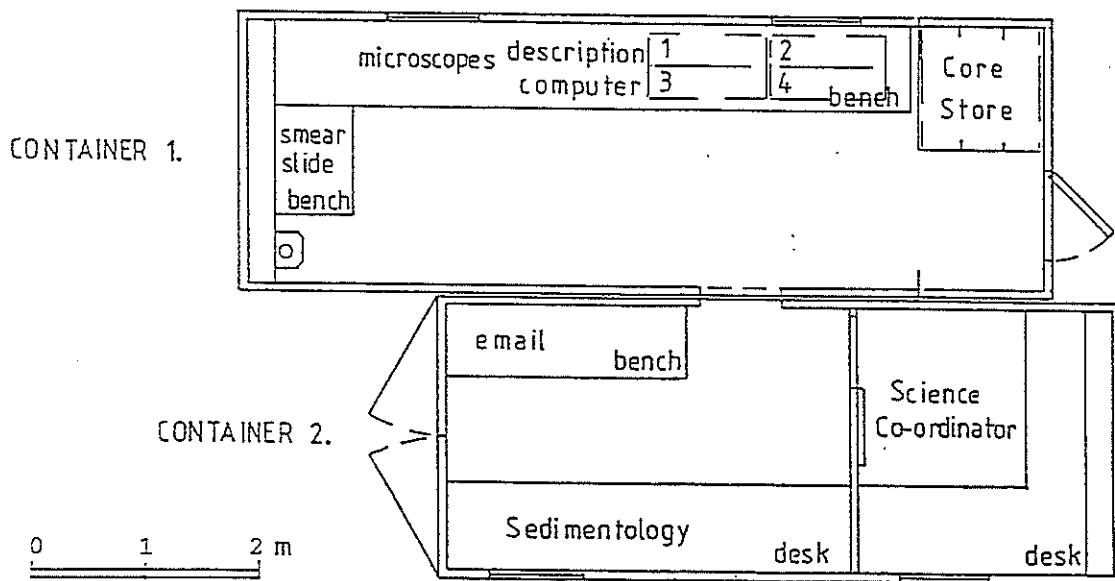 microscopes description 1 2
computer 3 4 bench
Core
Store
CONTAINER 1.
smear
slide
bench
email
bench
CONTAINER 2.
Science
Co-ordinator
Sedimentology
desk
desk
0 1 2 m